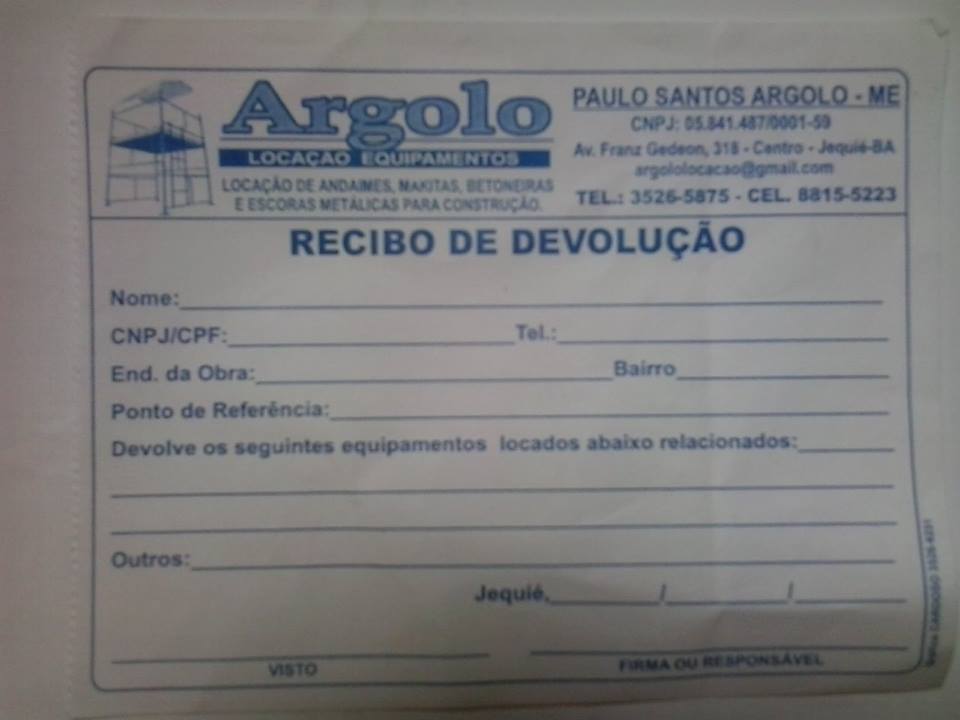 Argolo
LOCAÇÃO EQUIPAMENTOS
LOCAÇÃO DE ANDAIMES, MAKITAS, BETONEIRAS
E ESCORAS METÁLICAS PARA CONSTRUÇÃO.
PAULO SANTOS ARGOLO - ME
CNPJ: 05.841.487/0001-59
Av. Franz Gedeon, 318 - Centro - Jequié-BA
argololocacao@gmail.com
TEL.: 3526-5875 - CEL. 8815-5223
RECIBO DE DEVOLUÇÃO
Nome:
CNPJ/CPF: Tel.:
End. da Obra: Bairro
Ponto de Referência:
Devolve os seguintes equipamentos locados abaixo relacionados:
Outros:
Jequié, / /
VISTO
FIRMA OU RESPONSÁVEL
CARDOSO